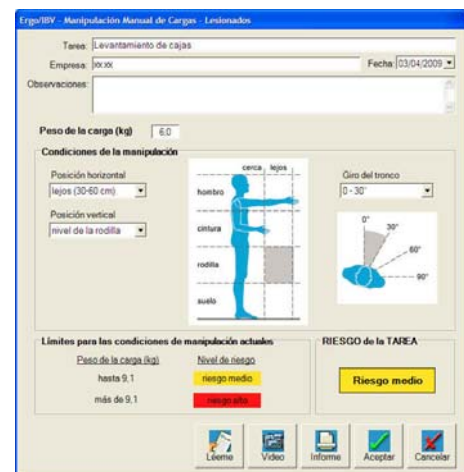 Ergo/IBV - Manipulación Manual de Cargas - Lesionados
Tarea: Levantamiento de cajas
Empresa: xx.xx Fecha: 03/04/2009
Observaciones:
Peso de la carga (kg) 6,0
Condiciones de la manipulación
Posición horizontal
lejos (30-60 cm)
Posición vertical
nivel de la rodilla
cerca lejos
hombro
cintura
rodilla
suelo
Giro del tronco
0 - 30°
0°
30°
60°
90°
Límites para las condiciones de manipulación actuales
Peso de la carga (kg) Nivel de riesgo
hasta 9,1 riesgo medio
más de 9,1 riesgo alto
RIESGO de la TAREA
Riesgo medio
Léeme Video Informe Aceptar Cancelar